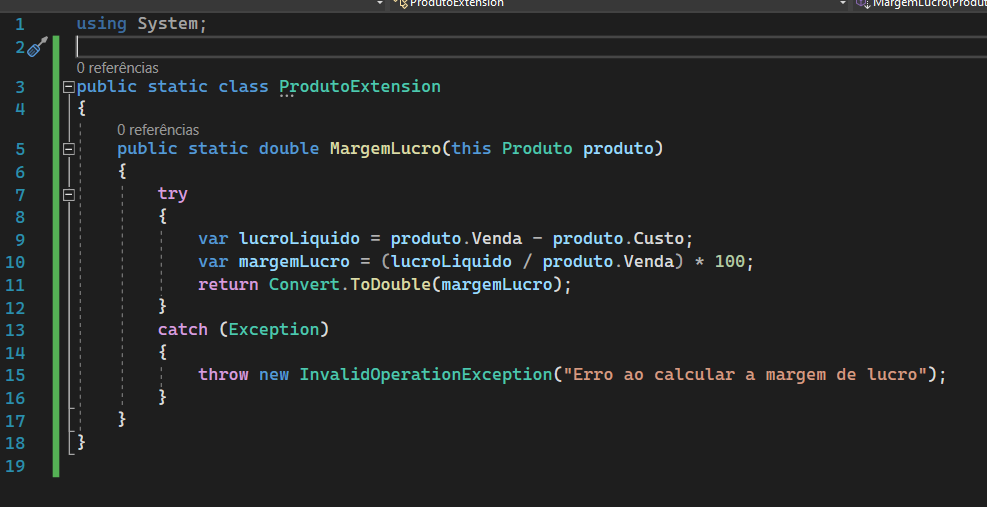 ProdutoExtension MargemLucro(Produt
1 using System;
2
0 referências
3 public static class ProdutoExtension
4 {
0 referências
5 public static double MargemLucro(this Produto produto)
6 {
7 try
8 {
9 var lucroLiquido = produto.Venda - produto.Custo;
10 var margemLucro = (lucroLiquido / produto.Venda) * 100;
11 return Convert.ToDouble(margemLucro);
12 }
13 catch (Exception)
14 {
15 throw new InvalidOperationException("Erro ao calcular a margem de lucro");
16 }
17 }
18 }
19